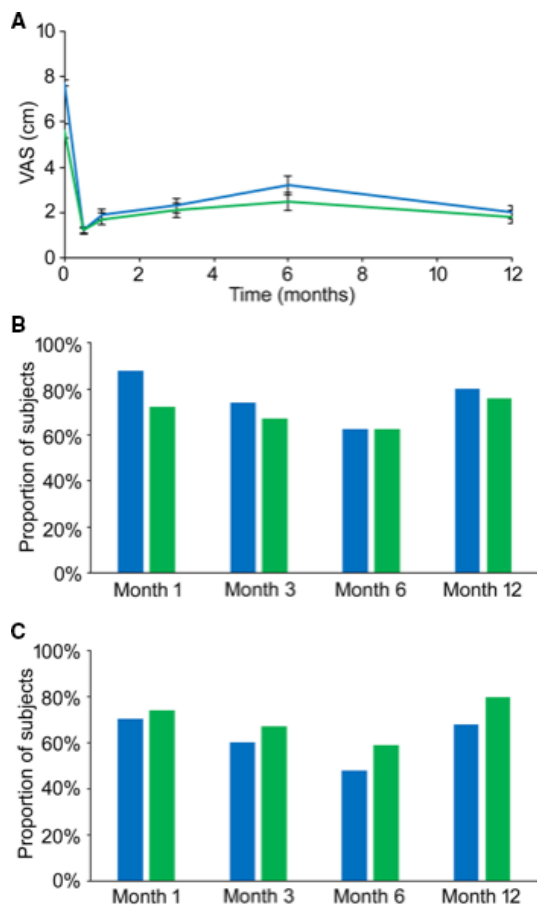 A
10
8
6
4
2
0
VAS (cm)
0 2 4 6 8 10 12
Time (months)
B
100%
80%
60%
40%
20%
0%
Proportion of subjects
Month 1 Month 3 Month 6 Month 12
C
100%
80%
60%
40%
20%
0%
Proportion of subjects
Month 1 Month 3 Month 6 Month 12